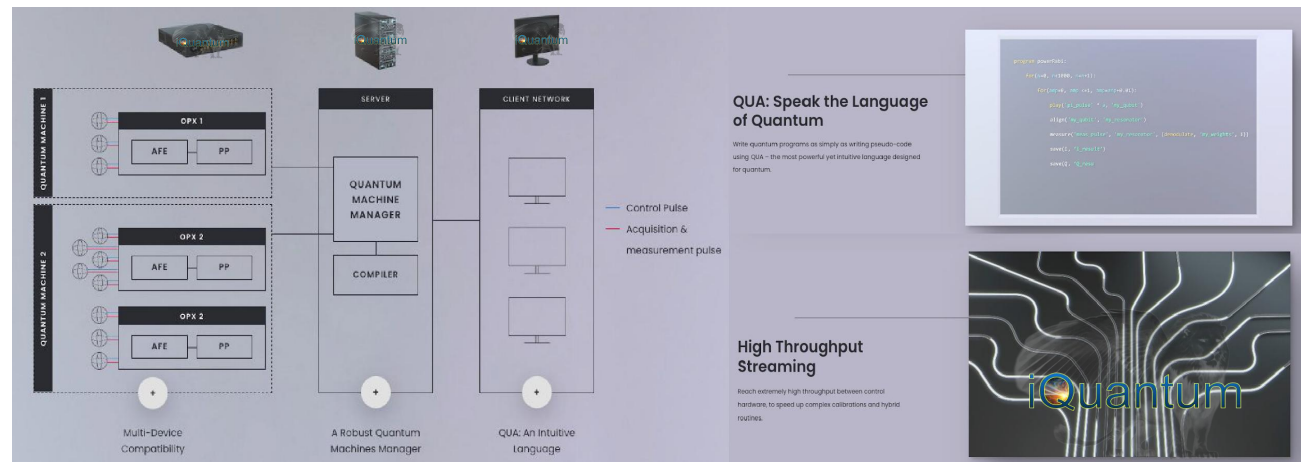 iQuantum
iQuantum
iQuantum
QUANTUM MACHINE 1
OPX 1
AFE
PP
QUANTUM MACHINE 2
OPX 2
AFE
PP
OPX 2
AFE
PP
+
Multi-Device
Compatibility
SERVER
QUANTUM
MACHINE
MANAGER
COMPILER
+
A Robust Quantum
Machines Manager
CLIENT NETWORK
+
QUA: An Intuitive
Language
Control Pulse
Acquisition &
measurement pulse
QUA: Speak the Language
of Quantum
Write quantum programs as simply as writing pseudo-code
using QUA – the most powerful yet intuitive language designed
for quantum.
program powerRabi:
High Throughput
Streaming
Reach extremely high throughput between control
hardware, to speed up complex calibrations and hybrid
routines.
iQuantum